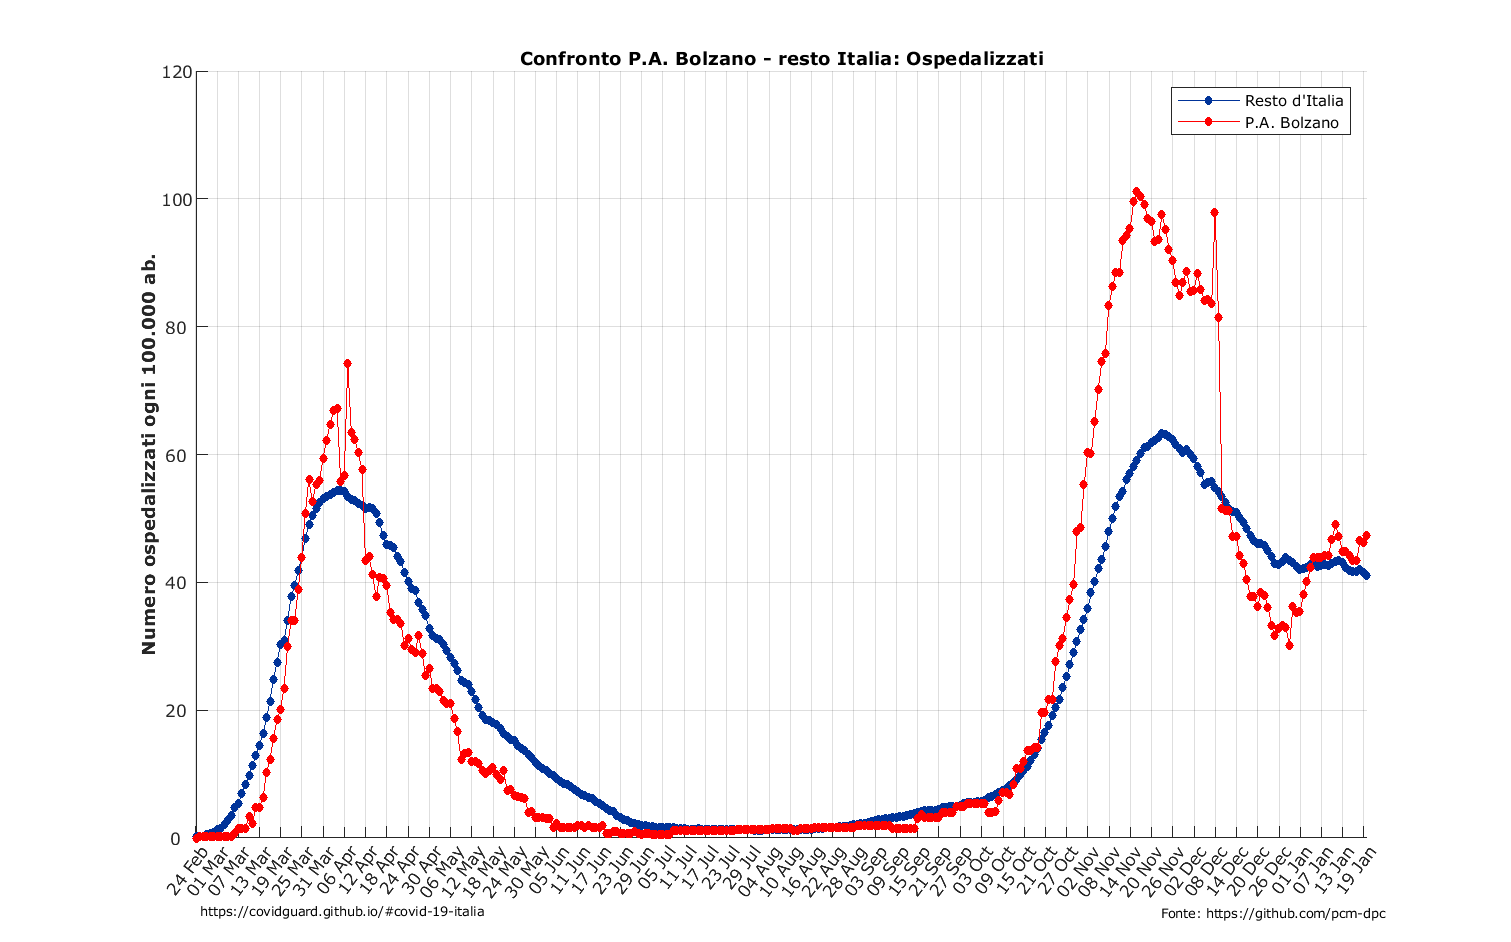 Confronto P.A. Bolzano - resto Italia: Ospedalizzati
120
100
80
60
40
20
0
Numero ospedalizzati ogni 100.000 ab.
Resto d'Italia
P.A. Bolzano
24 Feb
01 Mar
07 Mar
13 Mar
19 Mar
25 Mar
31 Mar
06 Apr
12 Apr
18 Apr
24 Apr
30 Apr
06 May
12 May
18 May
24 May
30 May
05 Jun
11 Jun
17 Jun
23 Jun
29 Jun
05 Jul
11 Jul
17 Jul
23 Jul
29 Jul
04 Aug
10 Aug
16 Aug
22 Aug
28 Aug
03 Sep
09 Sep
15 Sep
21 Sep
27 Sep
03 Oct
09 Oct
15 Oct
21 Oct
27 Oct
02 Nov
08 Nov
14 Nov
20 Nov
26 Nov
02 Dec
08 Dec
14 Dec
20 Dec
26 Dec
01 Jan
07 Jan
13 Jan
19 Jan
https://covidguard.github.io/#covid-19-italia
Fonte: https://github.com/pcm-dpc